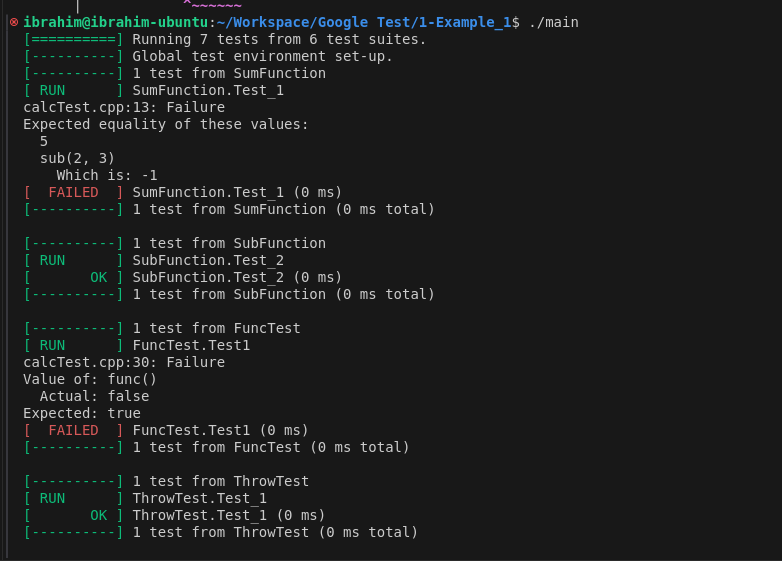 ibrahim@ibrahim-ubuntu:~/Workspace/Google Test/1-Example_1$ ./main
[==========] Running 7 tests from 6 test suites.
[----------] Global test environment set-up.
[----------] 1 test from SumFunction
[ RUN      ] SumFunction.Test_1
calcTest.cpp:13: Failure
Expected equality of these values:
  5
  sub(2, 3)
    Which is: -1
[  FAILED  ] SumFunction.Test_1 (0 ms)
[----------] 1 test from SumFunction (0 ms total)

[----------] 1 test from SubFunction
[ RUN      ] SubFunction.Test_2
[       OK ] SubFunction.Test_2 (0 ms)
[----------] 1 test from SubFunction (0 ms total)

[----------] 1 test from FuncTest
[ RUN      ] FuncTest.Test1
calcTest.cpp:30: Failure
Value of: func()
  Actual: false
Expected: true
[  FAILED  ] FuncTest.Test1 (0 ms)
[----------] 1 test from FuncTest (0 ms total)

[----------] 1 test from ThrowTest
[ RUN      ] ThrowTest.Test_1
[       OK ] ThrowTest.Test_1 (0 ms)
[----------] 1 test from ThrowTest (0 ms total)